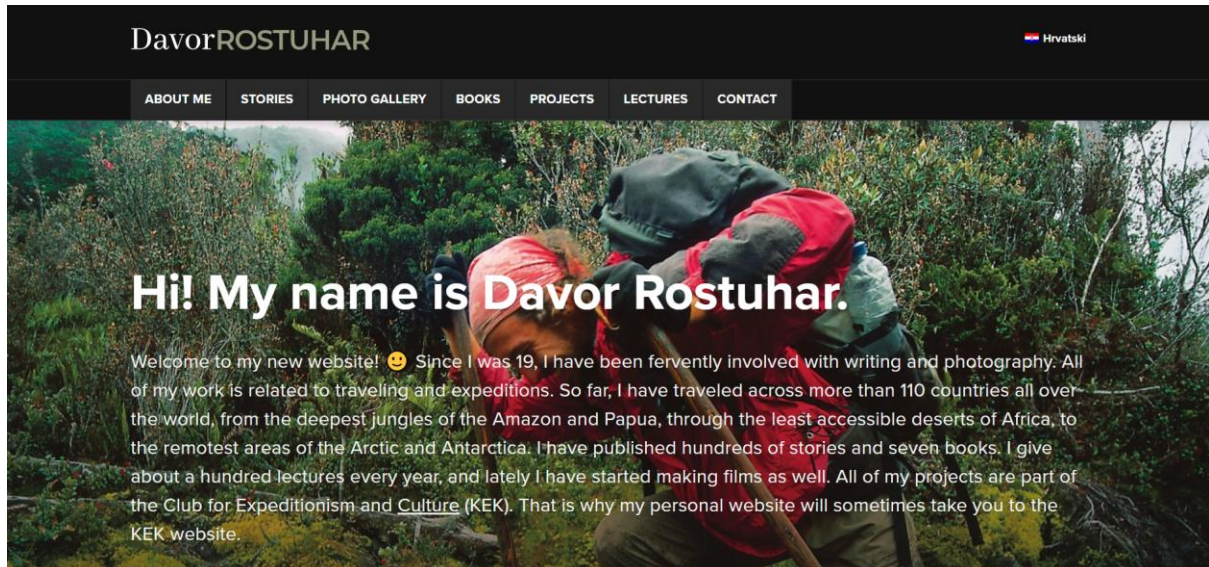 DavorROSTUHAR
Hrvatski
ABOUT ME STORIES PHOTO GALLERY BOOKS PROJECTS LECTURES CONTACT
Hi! My name is Davor Rostuhar.
Welcome to my new website! 🙂 Since I was 19, I have been fervently involved with writing and photography. All
of my work is related to traveling and expeditions. So far, I have traveled across more than 110 countries all over
the world, from the deepest jungles of the Amazon and Papua, through the least accessible deserts of Africa, to
the remotest areas of the Arctic and Antarctica. I have published hundreds of stories and seven books. I give
about a hundred lectures every year, and lately I have started making films as well. All of my projects are part of
the Club for Expeditionism and Culture (KEK). That is why my personal website will sometimes take you to the
KEK website.